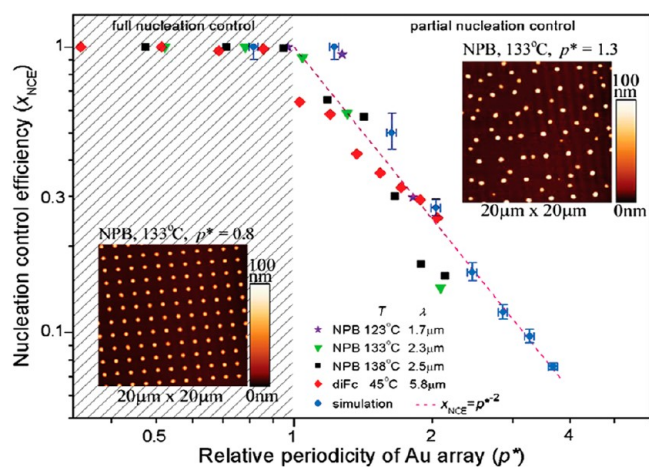 full nucleation control
partial nucleation control
Nucleation control efficiency (xNCE)
1
0.3
0.1
NPB, 133°C, p* = 1.3
100
nm
0nm
20μm x 20μm
NPB, 133°C, p* = 0.8
100
nm
0nm
20μm x 20μm
T λ
NPB 123°C 1.7μm
NPB 133°C 2.3μm
NPB 138°C 2.5μm
diFc 45°C 5.8μm
simulation
xNCE=p*-2
0.5 1 2 4
Relative periodicity of Au array (p*)